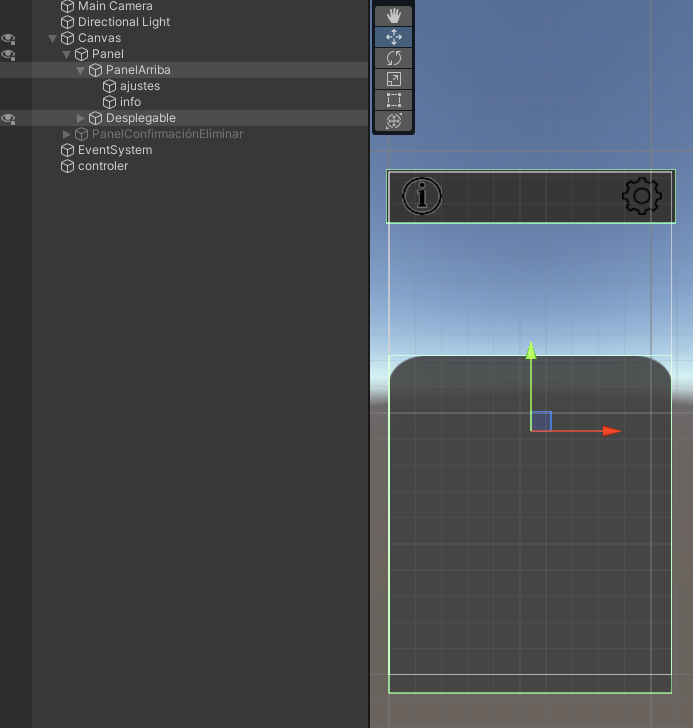 Main Camera
Directional Light
Canvas
Panel
PanelArriba
ajustes
info
Desplegable
PanelConfirmaciónEliminar
EventSystem
controler
i